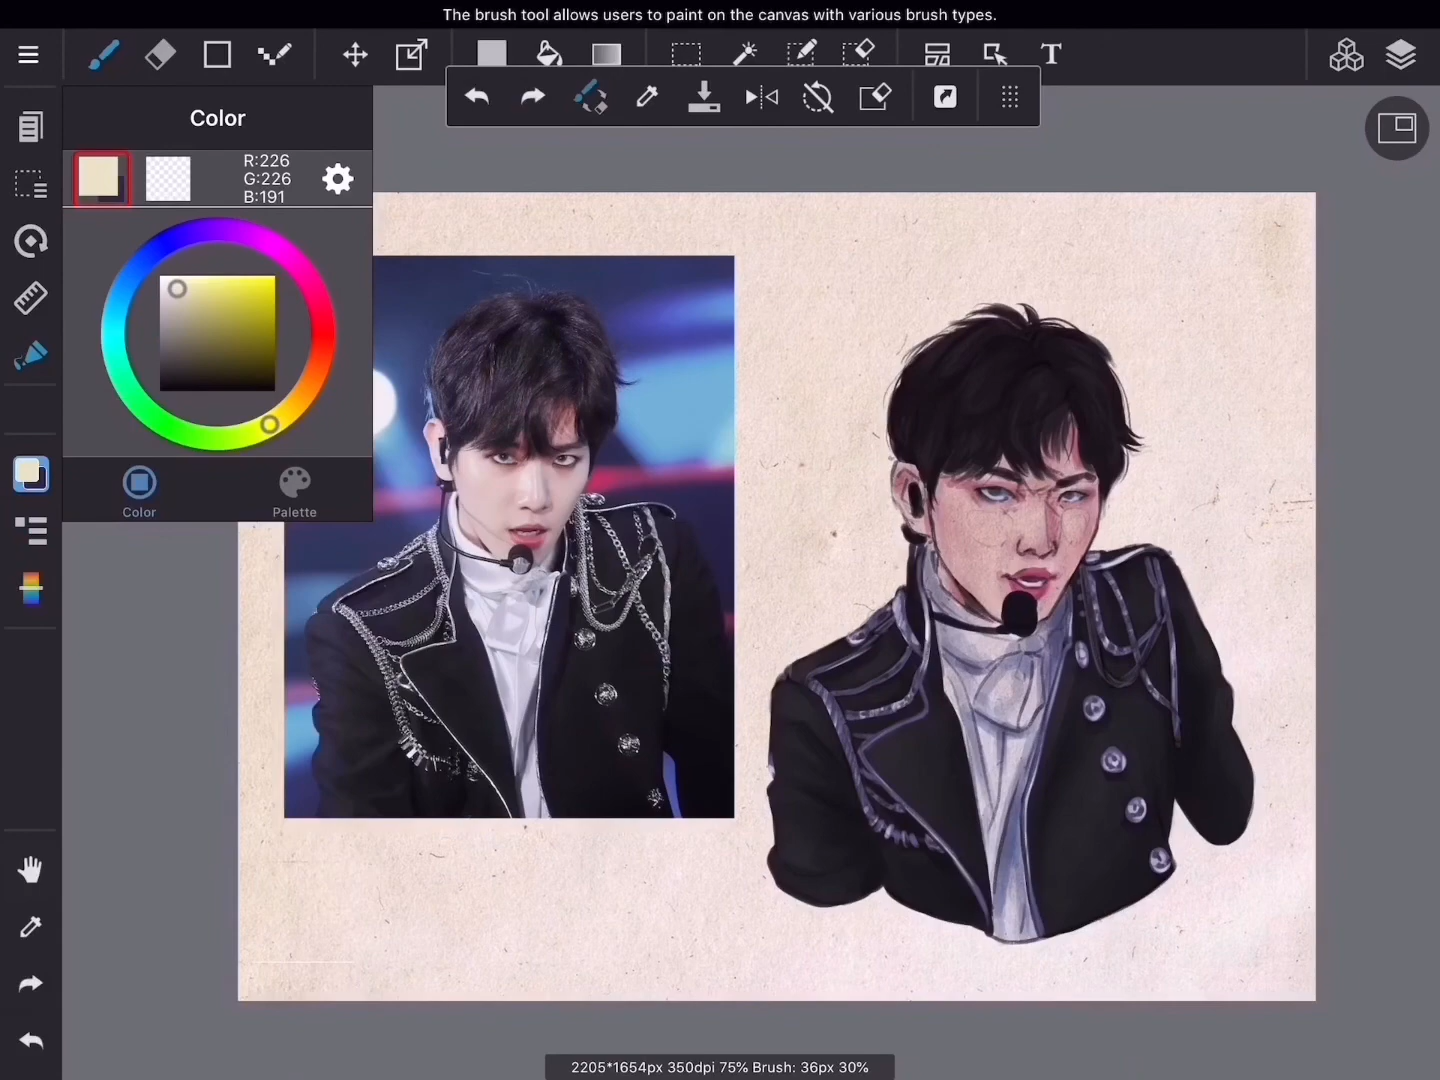 The brush tool allows users to paint on the canvas with various brush types.
T
Color
R:226
G:226
B:191
Color
Palette
2205*1654px 350dpi 75% Brush: 36px 30%